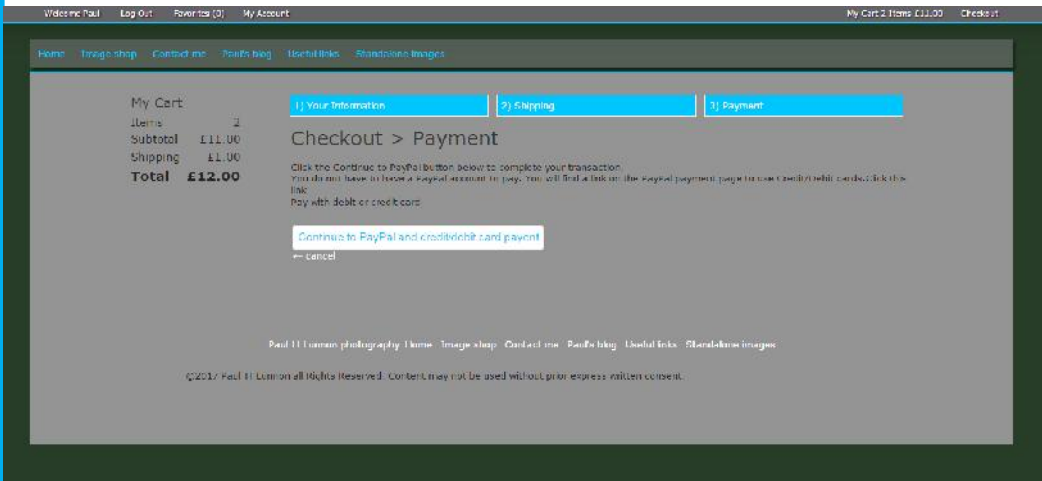 Welcome Paul Log Out Favorites (0) My Account My Cart 2 Items £11.00 Checkout
Home Image shop Contact me Paul's blog Useful links Standalone images
My Cart
Items 2
Subtotal £11.00
Shipping £1.00
Total £12.00
1) Your Information 2) Shipping 3) Payment
Checkout > Payment
Click the Continue to PayPal button below to complete your transaction.
You do not have to have a PayPal account to pay. You will find a link on the PayPal payment page to use Credit/Debit cards.Click this
link
Pay with debit or credit card
Continue to PayPal and credit/debit card payent
← cancel
Paul H Lunnon photography Home Image shop Contact me Paul's blog Useful links Standalone images
©2017 Paul H Lunnon all Rights Reserved. Content may not be used without prior express written consent.